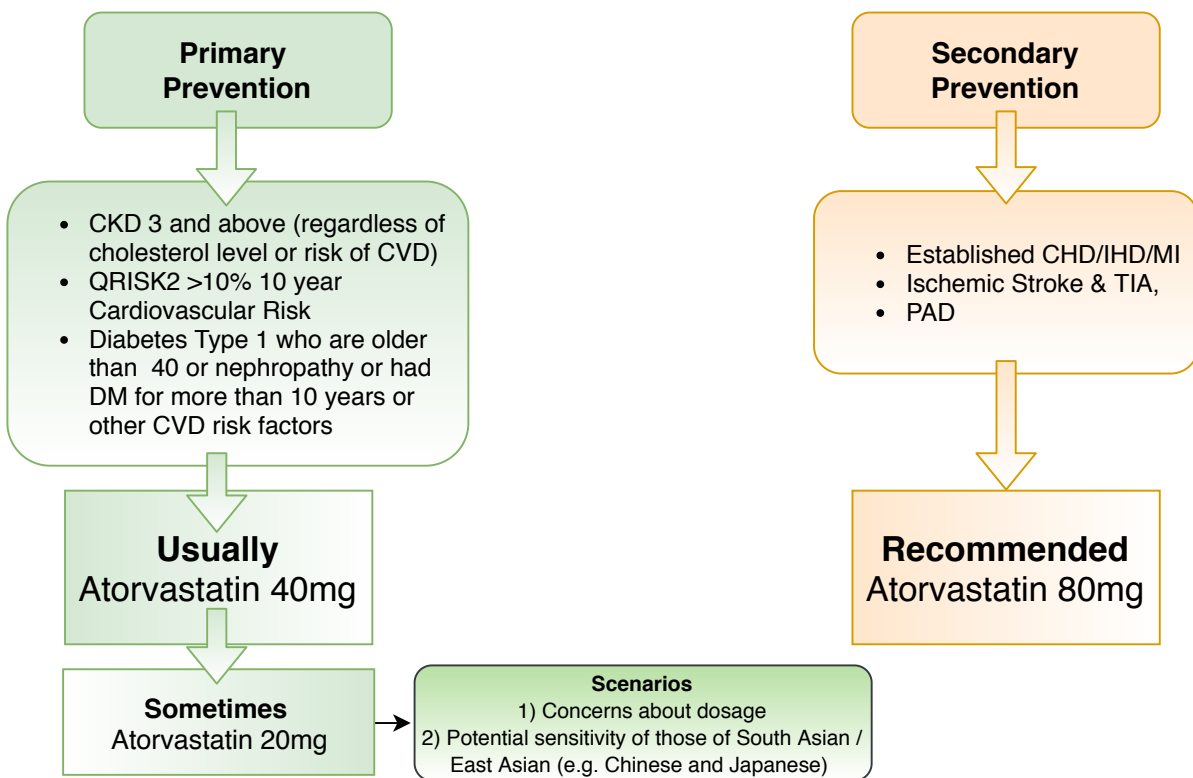 Primary
Prevention
CKD 3 and above (regardless of
cholesterol level or risk of CVD)
QRISK2 >10% 10 year
Cardiovascular Risk
Diabetes Type 1 who are older
than 40 or nephropathy or had
DM for more than 10 years or
other CVD risk factors
Usually
Atorvastatin 40mg
Sometimes
Atorvastatin 20mg
Scenarios
1) Concerns about dosage
2) Potential sensitivity of those of South Asian /
East Asian (e.g. Chinese and Japanese)
Secondary
Prevention
Established CHD/IHD/MI
Ischemic Stroke & TIA,
PAD
Recommended
Atorvastatin 80mg